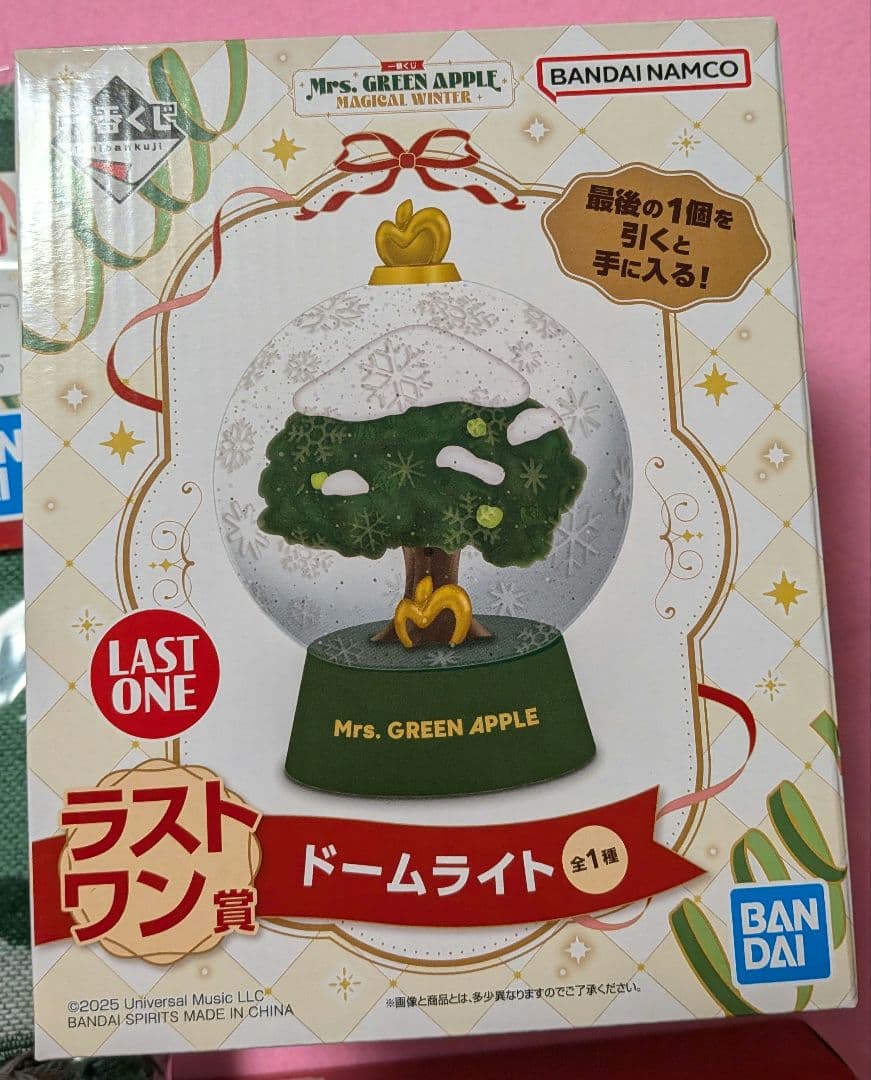 一番くじ
Mrs. GREEN APPLE
MAGICAL WINTER
BANDAI NAMCO
番くじ
最後の1個を
引くと
手に入る!
Mrs. GREEN APPLE
LAST
ONE
ラスト
ワン賞
ドームライト 全1種
BAN
DAI
©2025 Universal Music LLC
BANDAI SPIRITS MADE IN CHINA
※画像と商品とは、多少異なりますのでご了承ください。